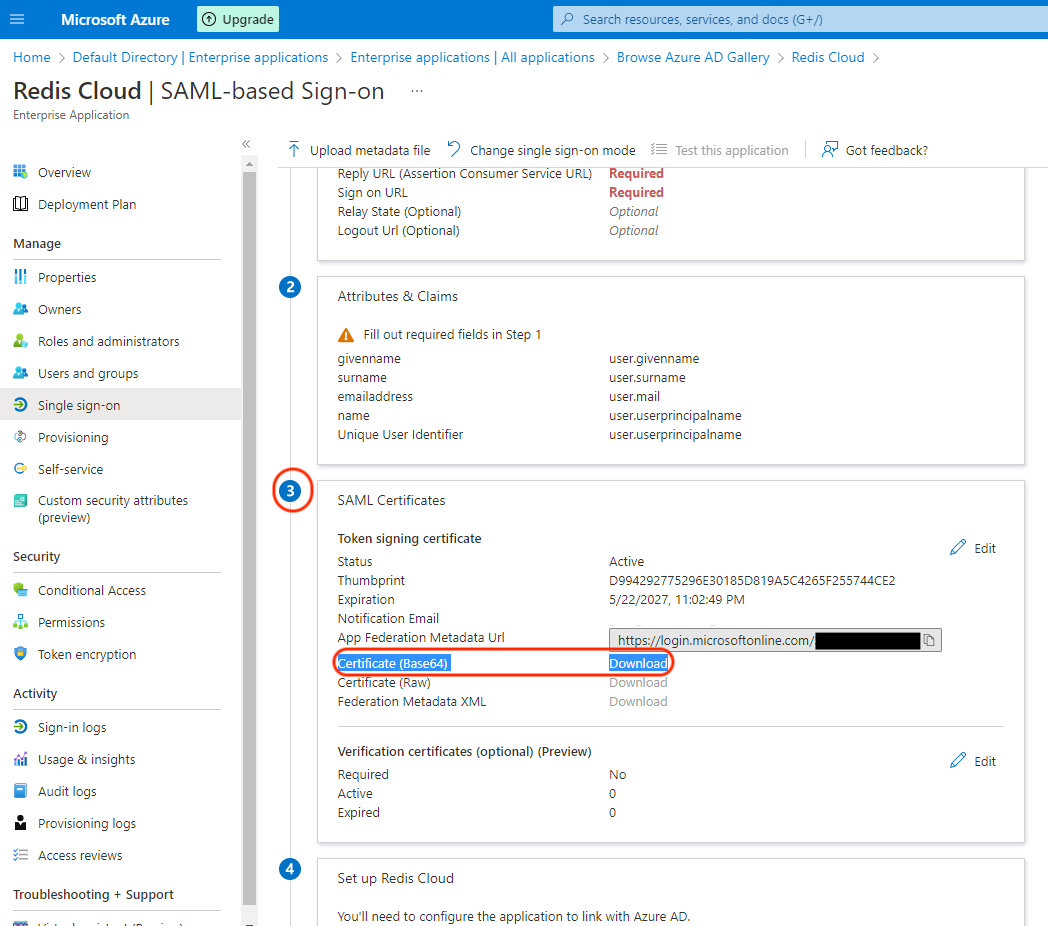 Microsoft Azure
Upgrade
Search resources, services, and docs (G+/)
Home > Default Directory | Enterprise applications > Enterprise applications | All applications > Browse Azure AD Gallery > Redis Cloud >
Redis Cloud | SAML-based Sign-on ...
Enterprise Application
«
Overview
Deployment Plan
Manage
Properties
Owners
Roles and administrators
Users and groups
Single sign-on
Provisioning
Self-service
Custom security attributes
(preview)
Security
Conditional Access
Permissions
Token encryption
Activity
Sign-in logs
Usage & insights
Audit logs
Provisioning logs
Access reviews
Troubleshooting + Support
Upload metadata file
Change single sign-on mode
Test this application
Got feedback?
Reply URL (Assertion Consumer Service URL) Required
Sign on URL Required
Relay State (Optional) Optional
Logout Url (Optional) Optional
2
Attributes & Claims
Fill out required fields in Step 1
givenname user.givenname
surname user.surname
emailaddress user.mail
name user.userprincipalname
Unique User Identifier user.userprincipalname
3
SAML Certificates
Token signing certificate
Edit
Status Active
Thumbprint D994292775296E30185D819A5C4265F255744CE2
Expiration 5/22/2027, 11:02:49 PM
Notification Email
App Federation Metadata Url https://login.microsoftonline.com/
Certificate (Base64) Download
Certificate (Raw) Download
Federation Metadata XML Download
Verification certificates (optional) (Preview)
Edit
Required No
Active 0
Expired 0
4
Set up Redis Cloud
You'll need to configure the application to link with Azure AD.